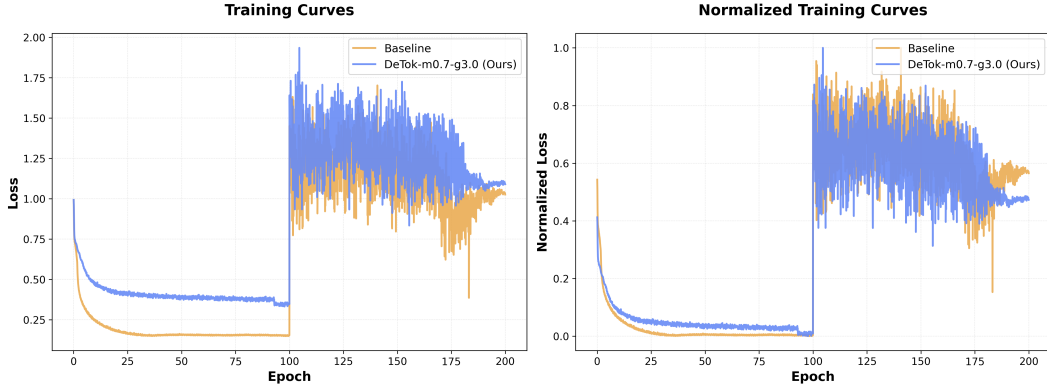 Training Curves
2.00
1.75
1.50
1.25
1.00
0.75
0.50
0.25
Loss
0 25 50 75 100 125 150 175 200
Epoch
Baseline
DeTok-m0.7-g3.0 (Ours)
Normalized Training Curves
1.0
0.8
0.6
0.4
0.2
0.0
Normalized Loss
0 25 50 75 100 125 150 175 200
Epoch
Baseline
DeTok-m0.7-g3.0 (Ours)